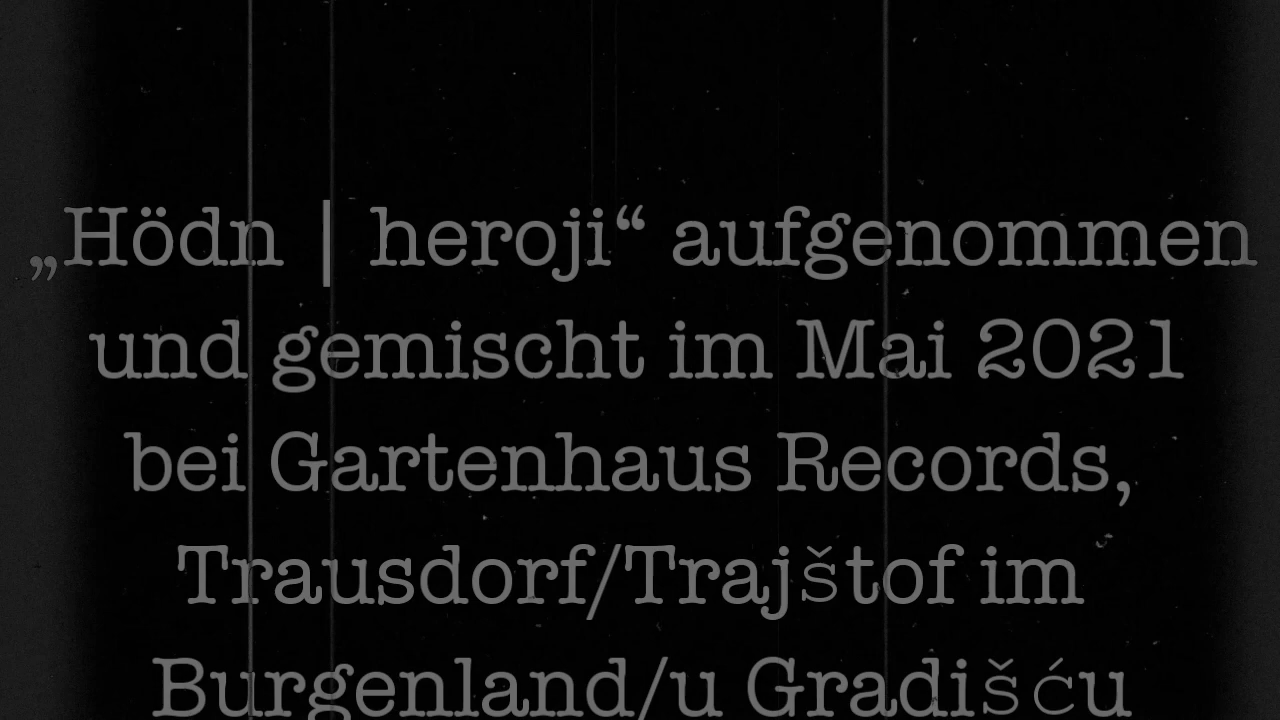 „Hödn | heroji“ aufgenommen
und gemischt im Mai 2021
bei Gartenhaus Records,
Trausdorf/Trajštof im
Burgenland/u Gradišću